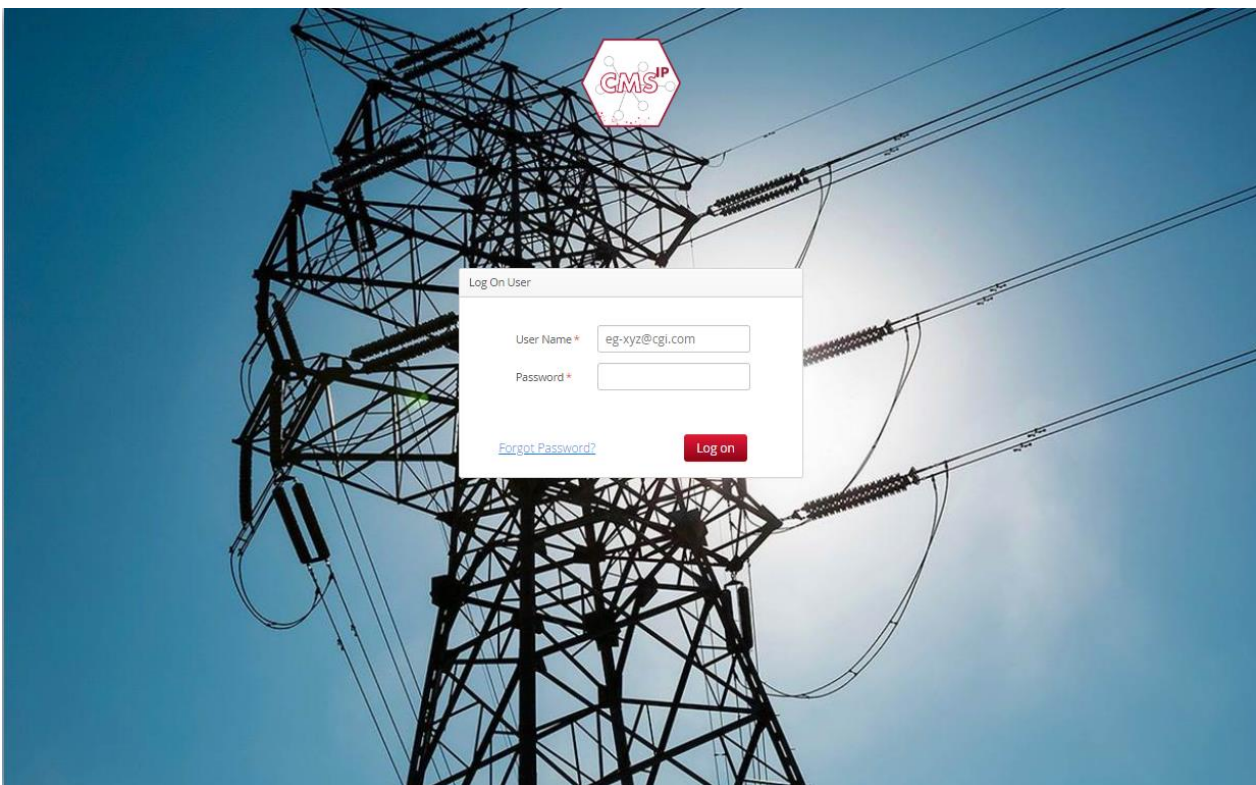 CMS IP
Log On User
User Name *
eg-xyz@cgi.com
Password *
Forgot Password?
Log on